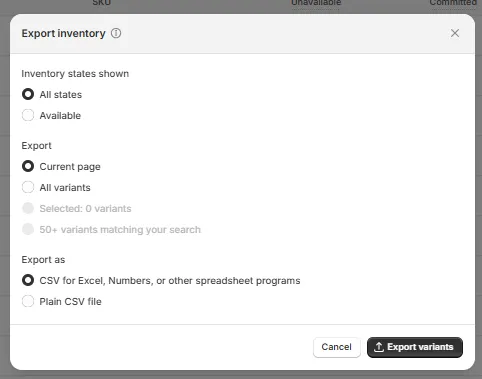 SKU Unavailable Committed
Export inventory
Inventory states shown
All states
Available
Export
Current page
All variants
Selected: 0 variants
50+ variants matching your search
Export as
CSV for Excel, Numbers, or other spreadsheet programs
Plain CSV file
Cancel Export variants